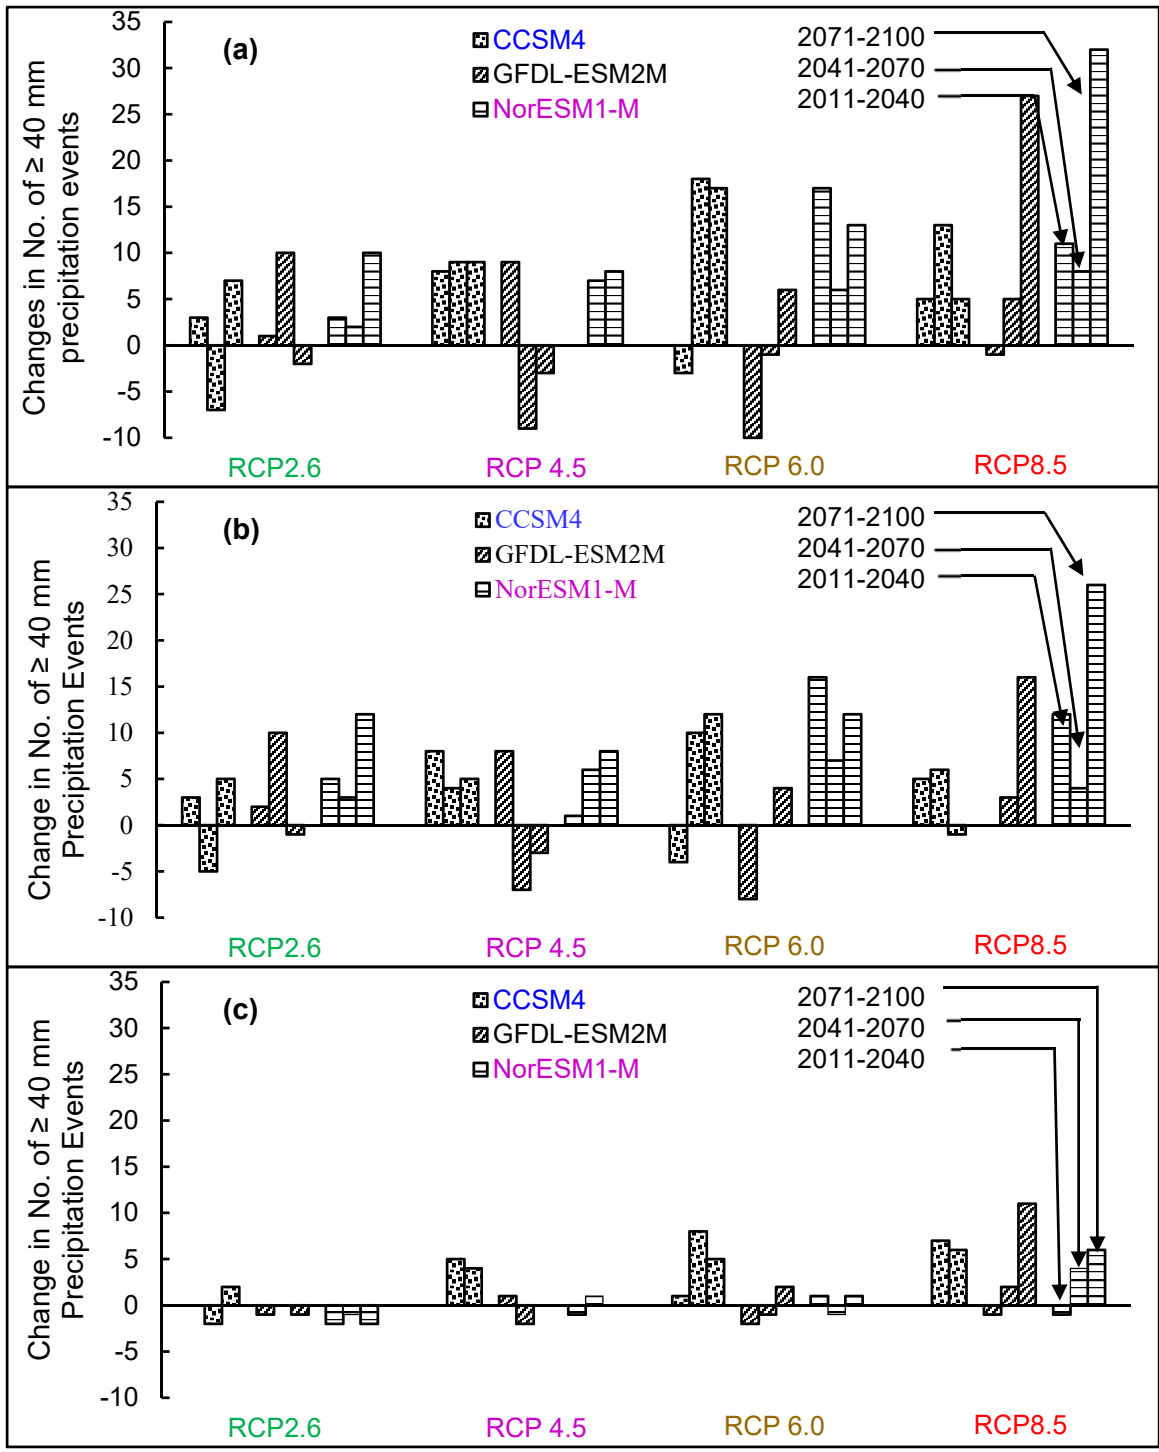 Changes in No. of ≥ 40 mm
precipitation events
35
30
25
20
15
10
5
0
-5
-10
(a)
CCSM4
GFDL-ESM2M
NorESM1-M
2071-2100
2041-2070
2011-2040
RCP2.6
RCP 4.5
RCP 6.0
RCP8.5
Change in No. of ≥ 40 mm
Precipitation Events
35
30
25
20
15
10
5
0
-5
-10
(b)
CCSM4
GFDL-ESM2M
NorESM1-M
2071-2100
2041-2070
2011-2040
RCP2.6
RCP 4.5
RCP 6.0
RCP8.5
Change in No. of ≥ 40 mm
Precipitation Events
35
30
25
20
15
10
5
0
-5
-10
(c)
CCSM4
GFDL-ESM2M
NorESM1-M
2071-2100
2041-2070
2011-2040
RCP2.6
RCP 4.5
RCP 6.0
RCP8.5